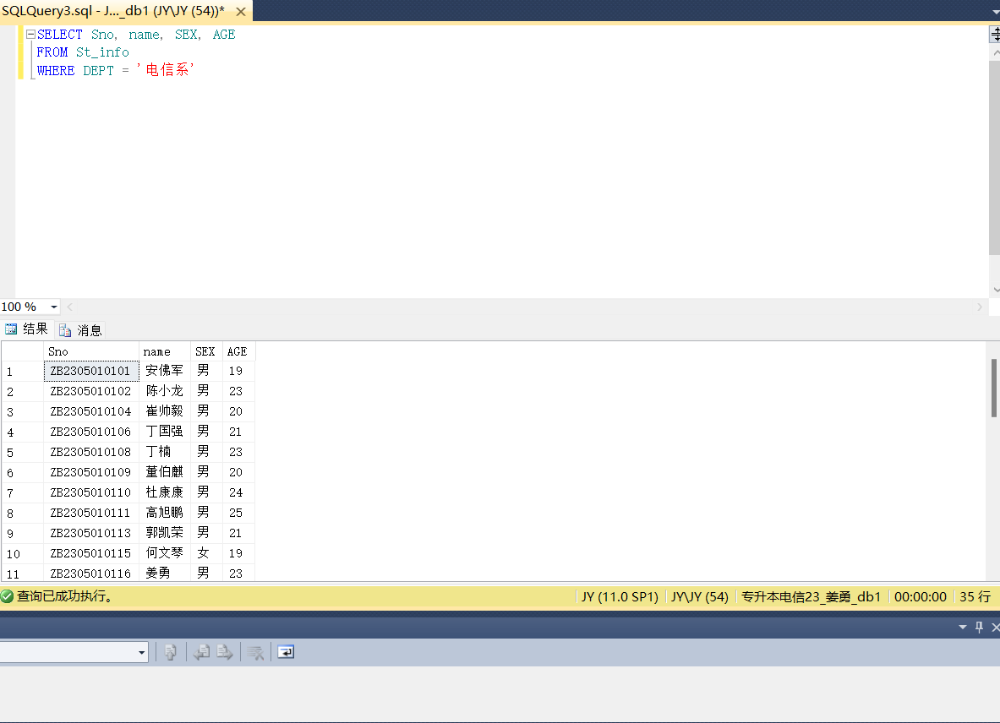 SQLQuery3.sql - J..._db1 (JY\JY (54))*
SELECT Sno, name, SEX, AGE
FROM St_info
WHERE DEPT = '电信系'
100 %
结果 消息
Sno name SEX AGE
1 ZB2305010101 安佛军 男 19
2 ZB2305010102 陈小龙 男 23
3 ZB2305010104 崔帅毅 男 20
4 ZB2305010106 丁国强 男 21
5 ZB2305010108 丁楠 男 23
6 ZB2305010109 董伯麒 男 20
7 ZB2305010110 杜康康 男 24
8 ZB2305010111 高旭鹏 男 25
9 ZB2305010113 郭凯荣 男 21
10 ZB2305010115 何文琴 女 19
11 ZB2305010116 姜勇 男 23
查询已成功执行。 JY (11.0 SP1) JY\JY (54) 专升本电信23_姜勇_db1 00:00:00 35 行